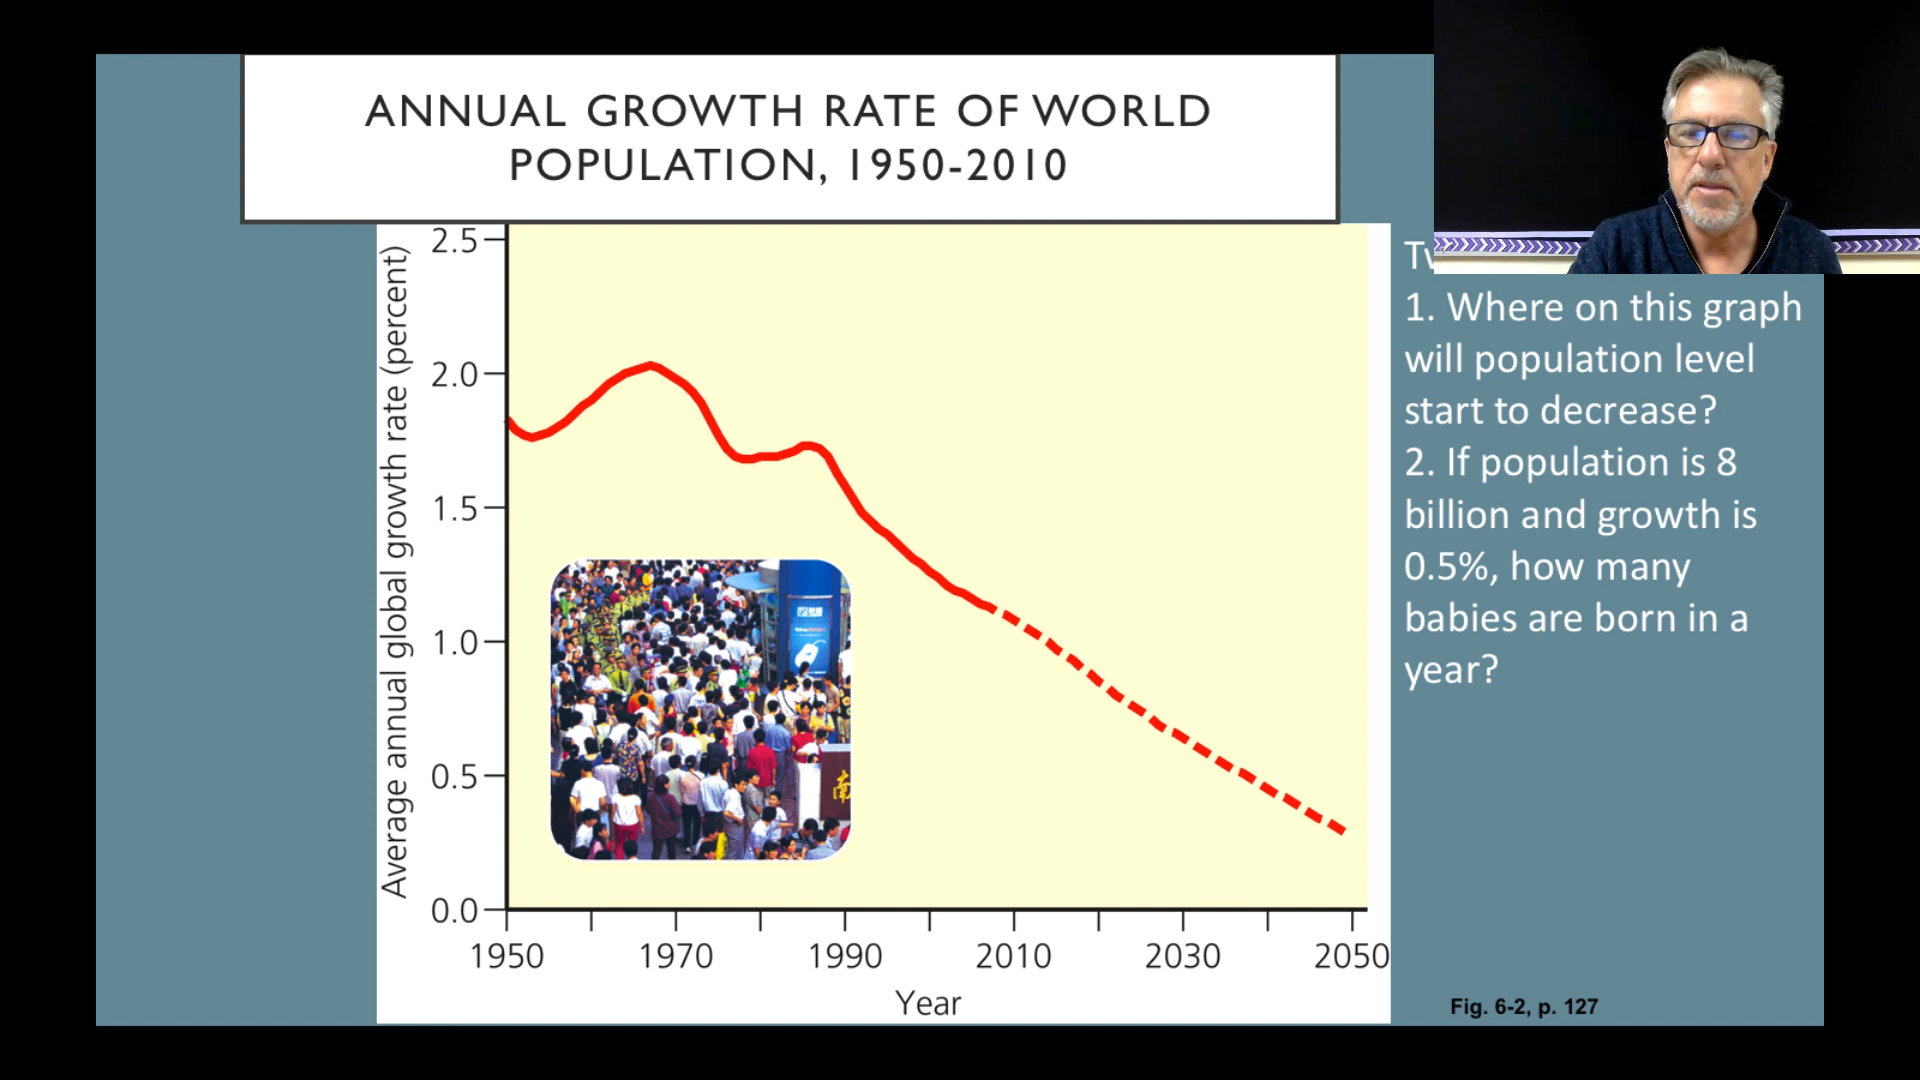 ANNUAL GROWTH RATE OF WORLD
POPULATION, 1950-2010
Average annual global growth rate (percent)
2.5
2.0
1.5
1.0
0.5
0.0
1950 1970 1990 2010 2030 2050
Year
南
1. Where on this graph
will population level
start to decrease?
2. If population is 8
billion and growth is
0.5%, how many
babies are born in a
year?
Fig. 6-2, p. 127